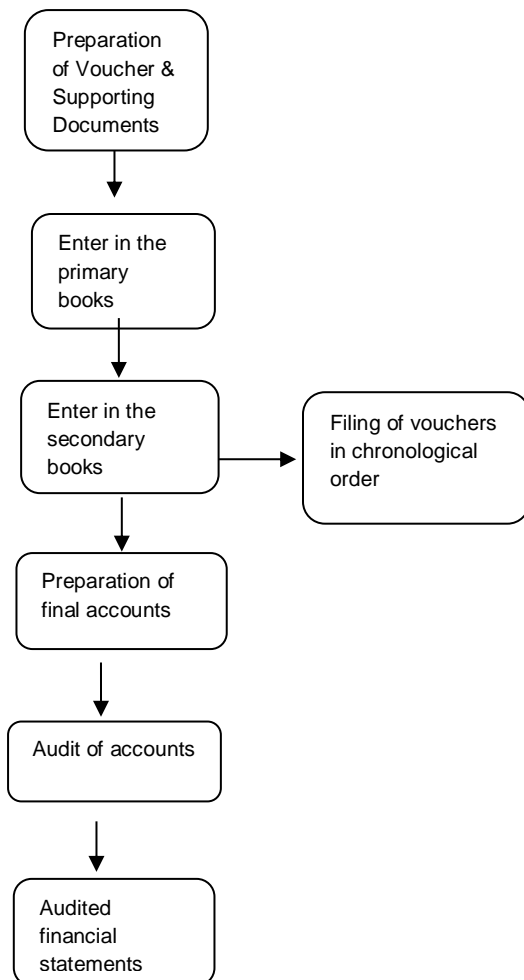 Preparation
of Voucher &
Supporting
Documents
Enter in the
primary
books
Enter in the
secondary
books
Filing of vouchers
in chronological
order
Preparation of
final accounts
Audit of accounts
Audited
financial
statements